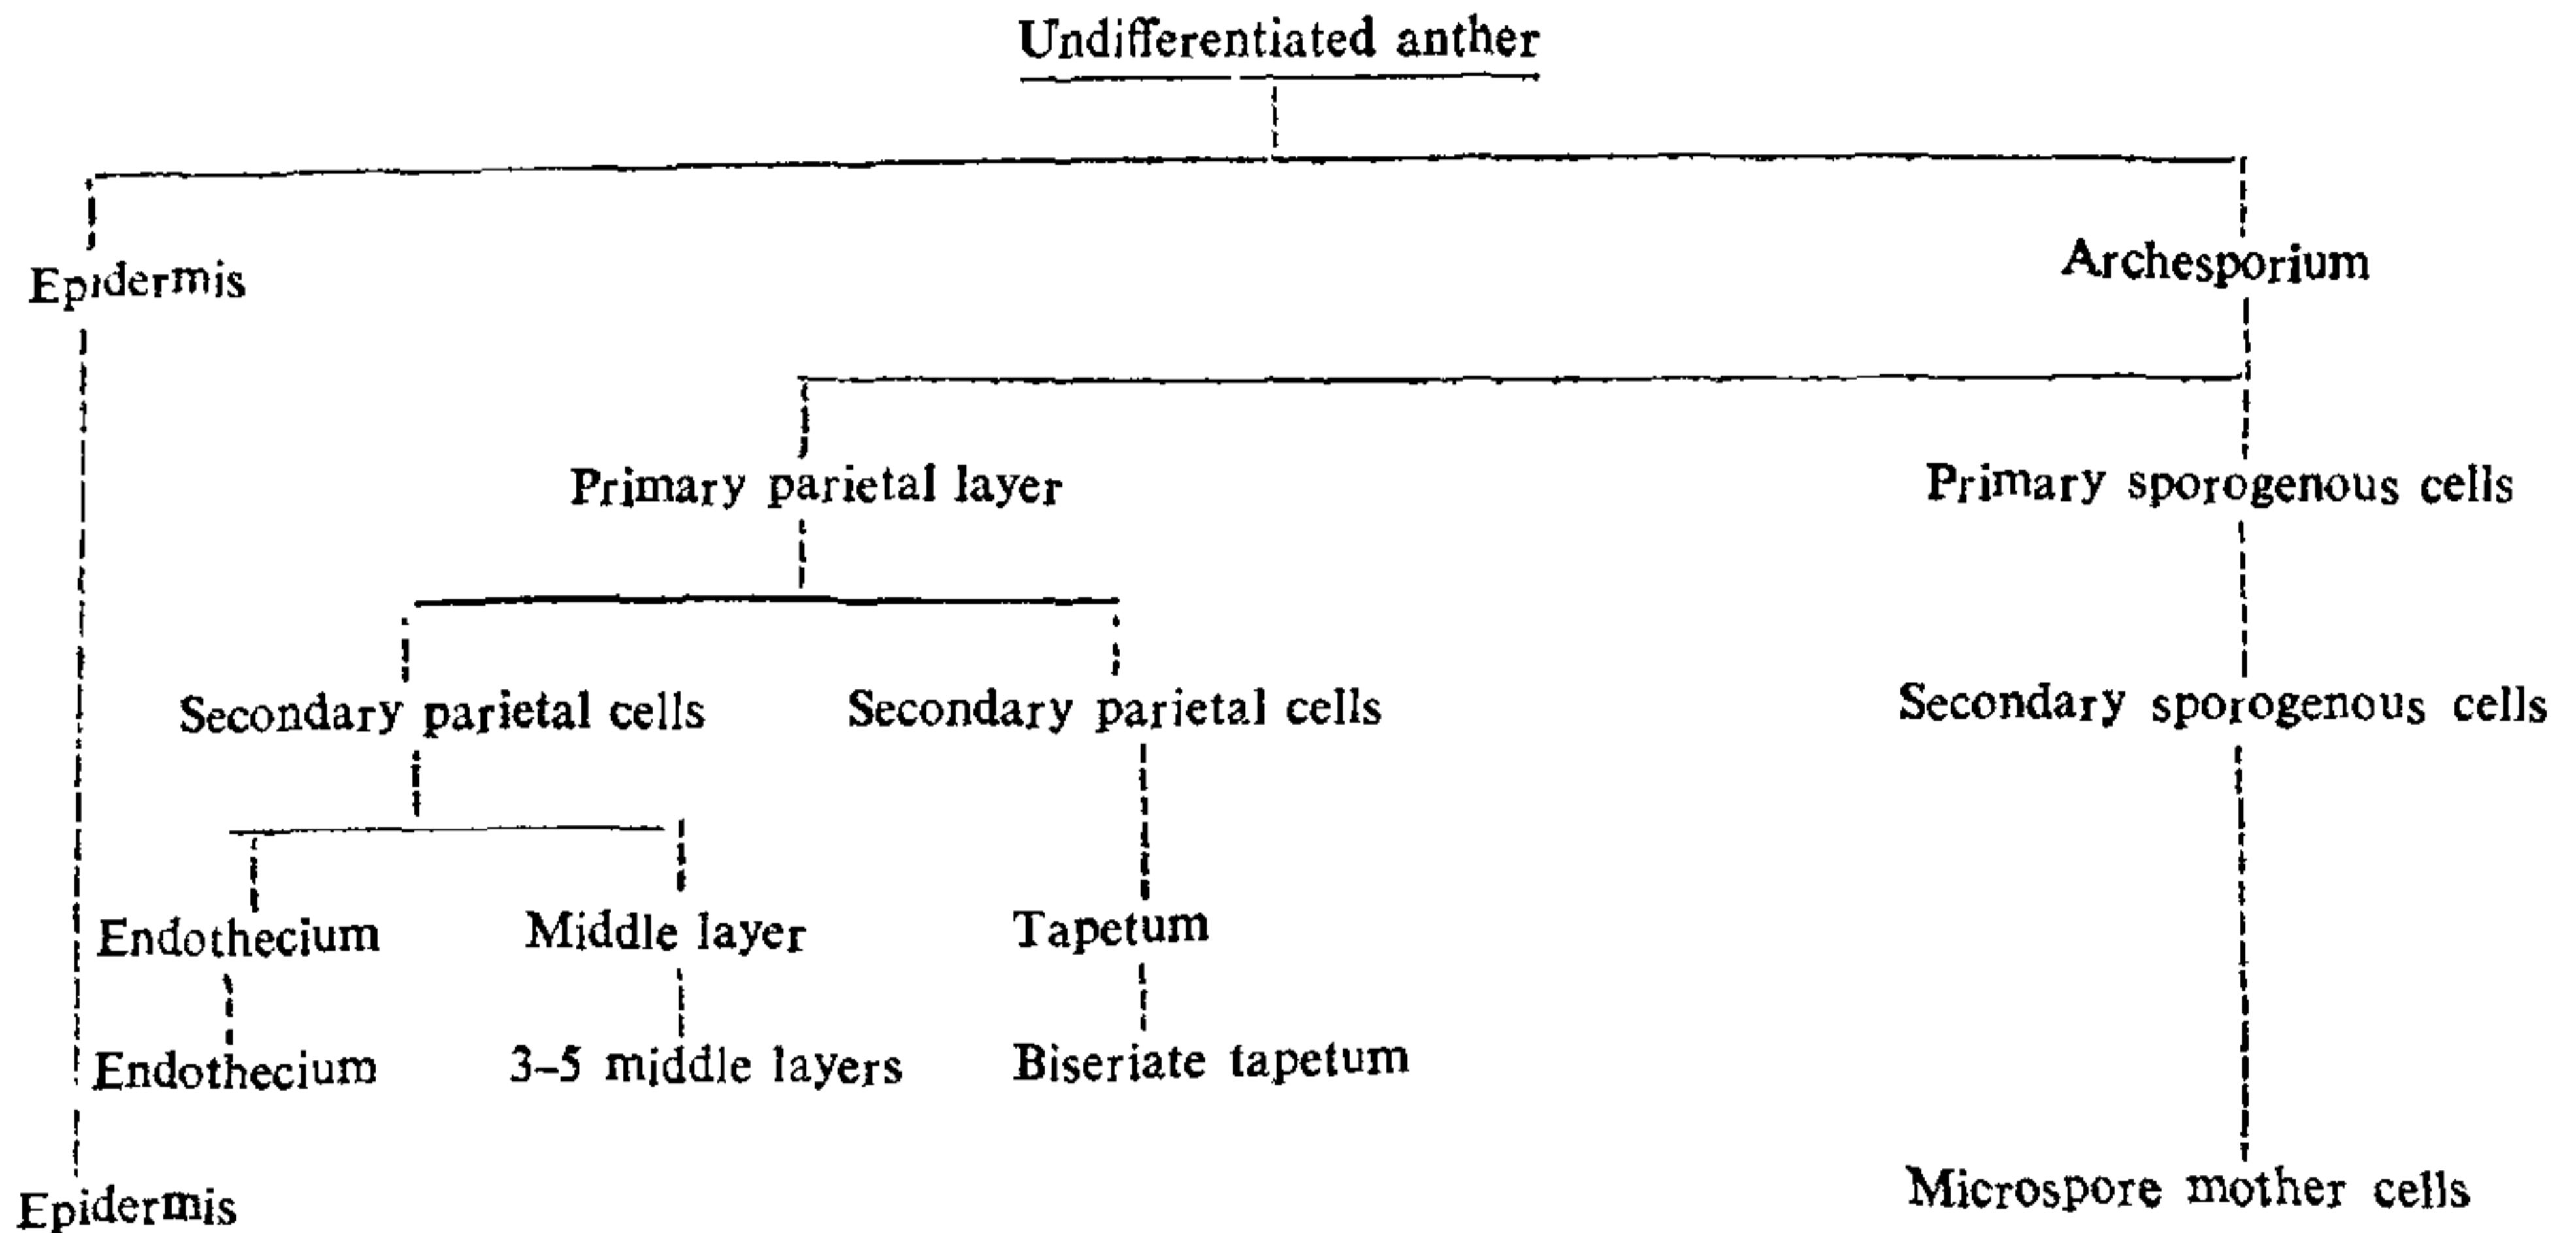 Undifferentiated anther
Epidermis
Archesporium
Primary parietal layer
Primary sporogenous cells
Secondary parietal cells
Secondary parietal cells
Secondary sporogenous cells
Endothecium
Middle layer
Tapetum
Endothecium
3–5 middle layers
Biseriate tapetum
Epidermis
Microspore mother cells